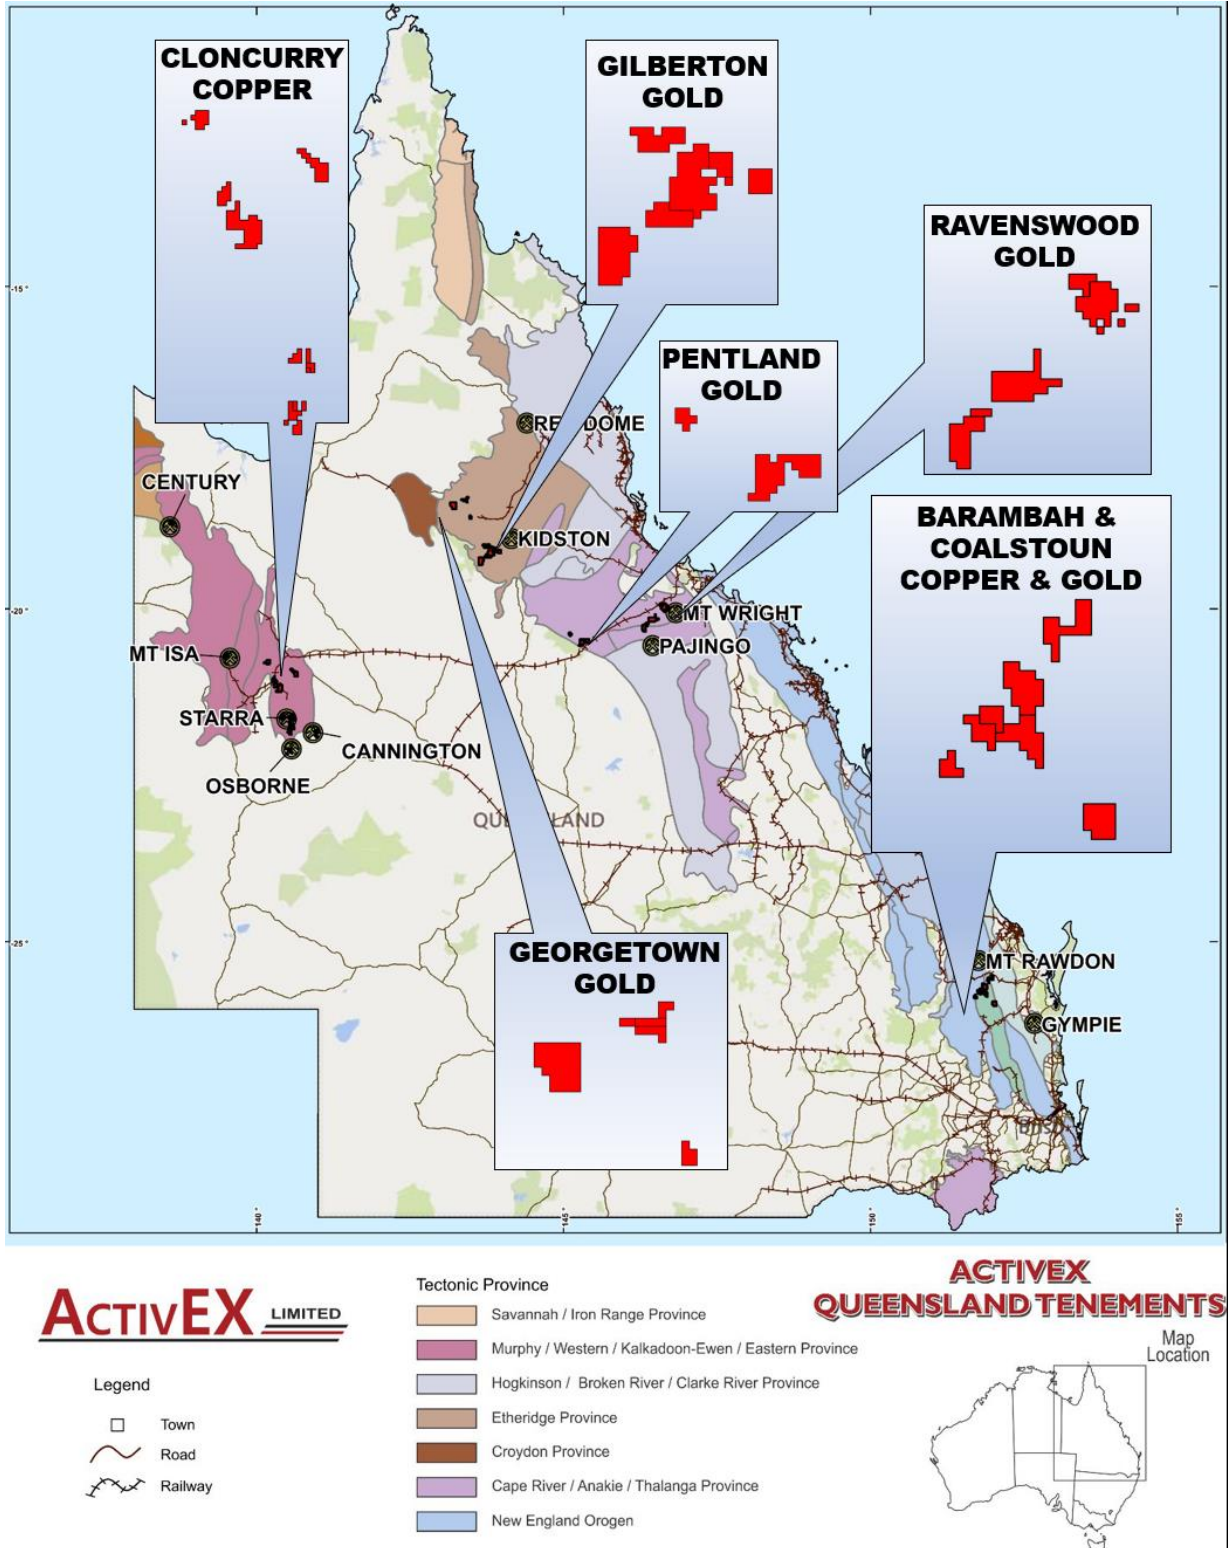 CLONCURRY
COPPER
GILBERTON
GOLD
RAVENSWOOD
GOLD
PENTLAND
GOLD
BARAMBAH &
COALSTOUN
COPPER & GOLD
GEORGETOWN
GOLD
-15°
-20°
-25°
140
145
150
155
CENTURY
KIDSTON
MT WRIGHT
PAJINGO
MT ISA
STARRA
CANNINGTON
OSBORNE
MT RAWDON
GYMPIE
ACTIVEX
LIMITED
Legend
Town
Road
Railway
Tectonic Province
Savannah / Iron Range Province
Murphy / Western / Kalkadoon-Ewen / Eastern Province
Hogkinson / Broken River / Clarke River Province
Etheridge Province
Croydon Province
Cape River / Anakie / Thalanga Province
New England Orogen
ACTIVEX
QUEENSLAND TENEMENTS
Map
Location